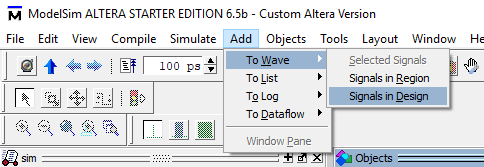 ModelSim ALTERA STARTER EDITION 6.5b - Custom Altera Version
File Edit View Compile Simulate Add Objects Tools Layout Window
100 ps
To Wave
To List
To Log
To Dataflow
Window Pane
Selected Signals
Signals in Region
Signals in Design
sim
Objects